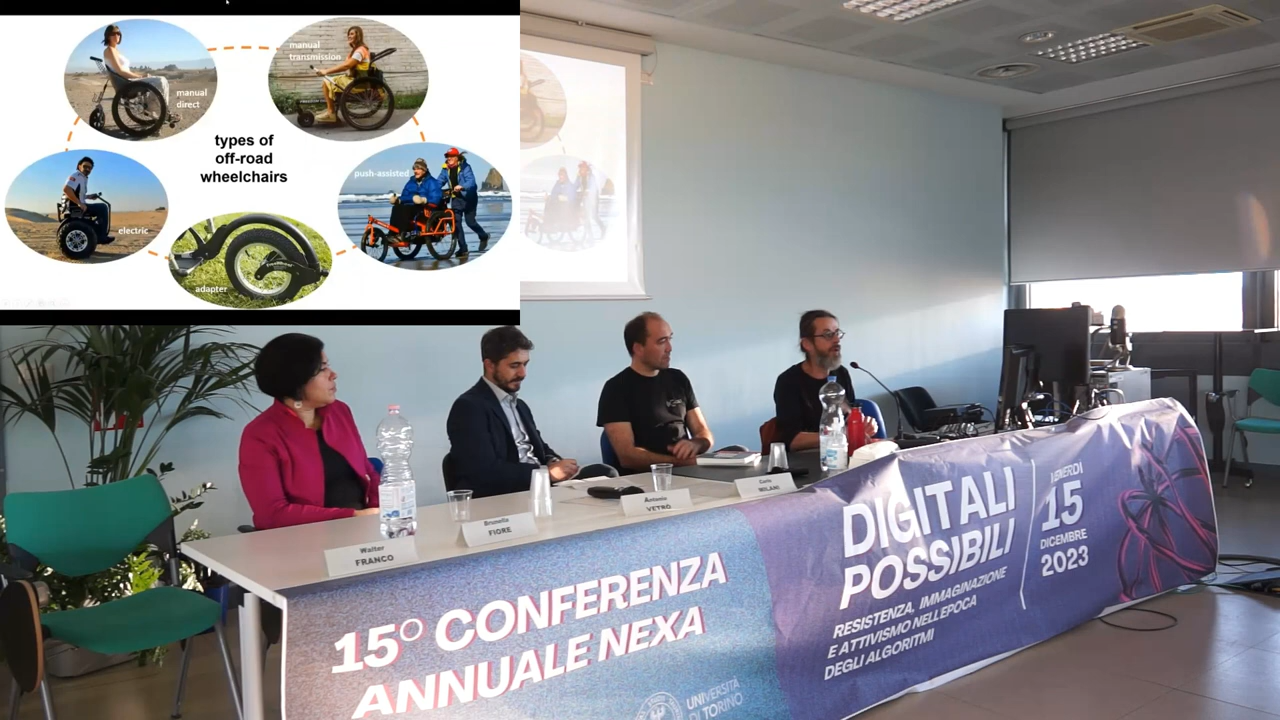 manual
direct
manual
transmission
types of
off-road
wheelchairs
push-assisted
electric
adapter
Walter
FRANCO
Brunella
FIORE
Antonio
VETRO
Carlo
MILANI
15° CONFERENZA
ANNUALE NEXA
UNIVERSITÀ
DI TORINO
DIGITALI
POSSIBILI
RESISTENZA, IMMAGINAZIONE
E ATTIVISMO NELL'EPOCA
DEGLI ALGORITMI
VENERDÌ
15
DICEMBRE
2023